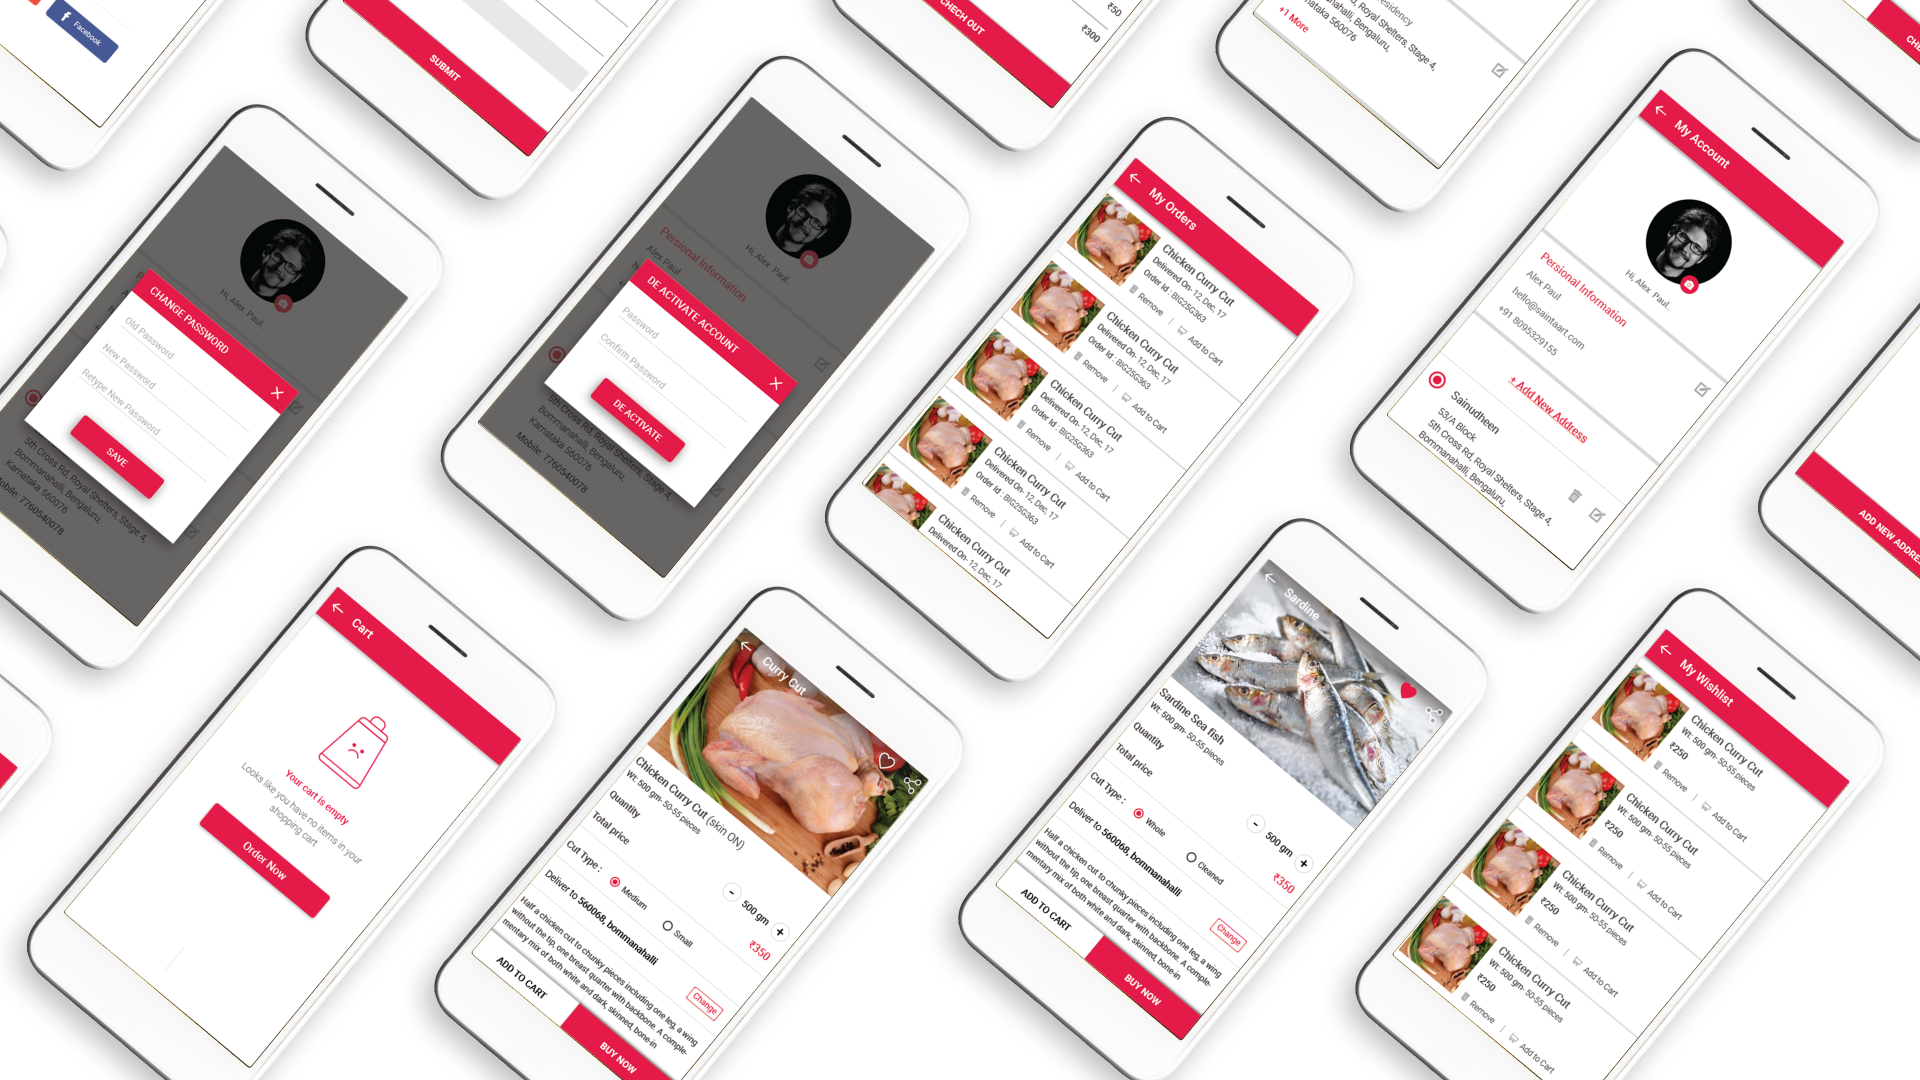 Facebook
SUBMIT
CHECH OUT
₹50
₹300
Royal Shelters, Stage 4,
Bengaluru,
560076
+1 More
Hi, Alex Paul..
CHANGE PASSWORD
Old Password
New Password
Retype New Password
SAVE
5th Cross Rd, Royal Shelters, Stage 4,
Bommanahalli, Bengaluru,
Karnataka 560076
7760540078
Hi, Alex Paul..
Persional Information
Alex Paul
DE ACTIVATE ACCOUNT
Password
Confirm Password
DE ACTIVATE
5th Cross Rd, Royal Shelters, Stage 4,
Bommanahalli, Bengaluru,
Karnataka 560076
Mobile: 7760540078
My Orders
Chicken Curry Cut
Delivered On- 12, Dec, 17
Order Id : BIG25G363
Remove | Add to Cart
Chicken Curry Cut
Delivered On- 12, Dec, 17
Order Id : BIG25G363
Remove | Add to Cart
Chicken Curry Cut
Delivered On- 12, Dec, 17
Order Id : BIG25G363
Remove | Add to Cart
Chicken Curry Cut
Delivered On- 12, Dec, 17
Order Id : BIG25G363
Remove | Add to Cart
Chicken Curry Cut
Delivered On- 12, Dec, 17
My Account
Hi, Alex Paul..
Persional Information
Alex Paul
hello@saintaart.com
+91 8095329155
+ Add New Address
Sainudheen
53/A Block
5th Cross Rd, Royal Shelters, Stage 4,
Bommanahalli, Bengaluru,
ADD NEW
Cart
Your cart is empty
Looks like you have no items in your
shopping cart
Order Now
Curry Cut
Chicken Curry Cut (skin ON)
Wt. 500 gm- 50-55 pieces
Quantity
- 500 gm +
Total price
₹350
Cut Type :
Medium
Small
Deliver to 560068, bommanahalli
Change
Half a chicken cut to chunky pieces including one leg, a wing
without the tip, one breast quarter with backbone. A comple-
mentary mix of both white and dark, skinned, bone-in
ADD TO CART
BUY NOW
Sardine
Sardine Sea fish
Wt. 500 gm- 50-55 pieces
Quantity
- 500 gm +
Total price
₹350
Cut Type :
Whole
Cleaned
Deliver to 560068, bommanahalli
Change
Half a chicken cut to chunky pieces including one leg, a wing
without the tip, one breast quarter with backbone. A comple-
mentary mix of both white and dark, skinned, bone-in
ADD TO CART
BUY NOW
My Wishlist
Chicken Curry Cut
Wt. 500 gm- 50-55 pieces
₹250
Remove | Add to Cart
Chicken Curry Cut
Wt. 500 gm- 50-55 pieces
₹250
Remove | Add to Cart
Chicken Curry Cut
Wt. 500 gm- 50-55 pieces
₹250
Remove | Add to Cart
Chicken Curry Cut
Wt. 500 gm- 50-55 pieces
₹250
Remove | Add to Cart